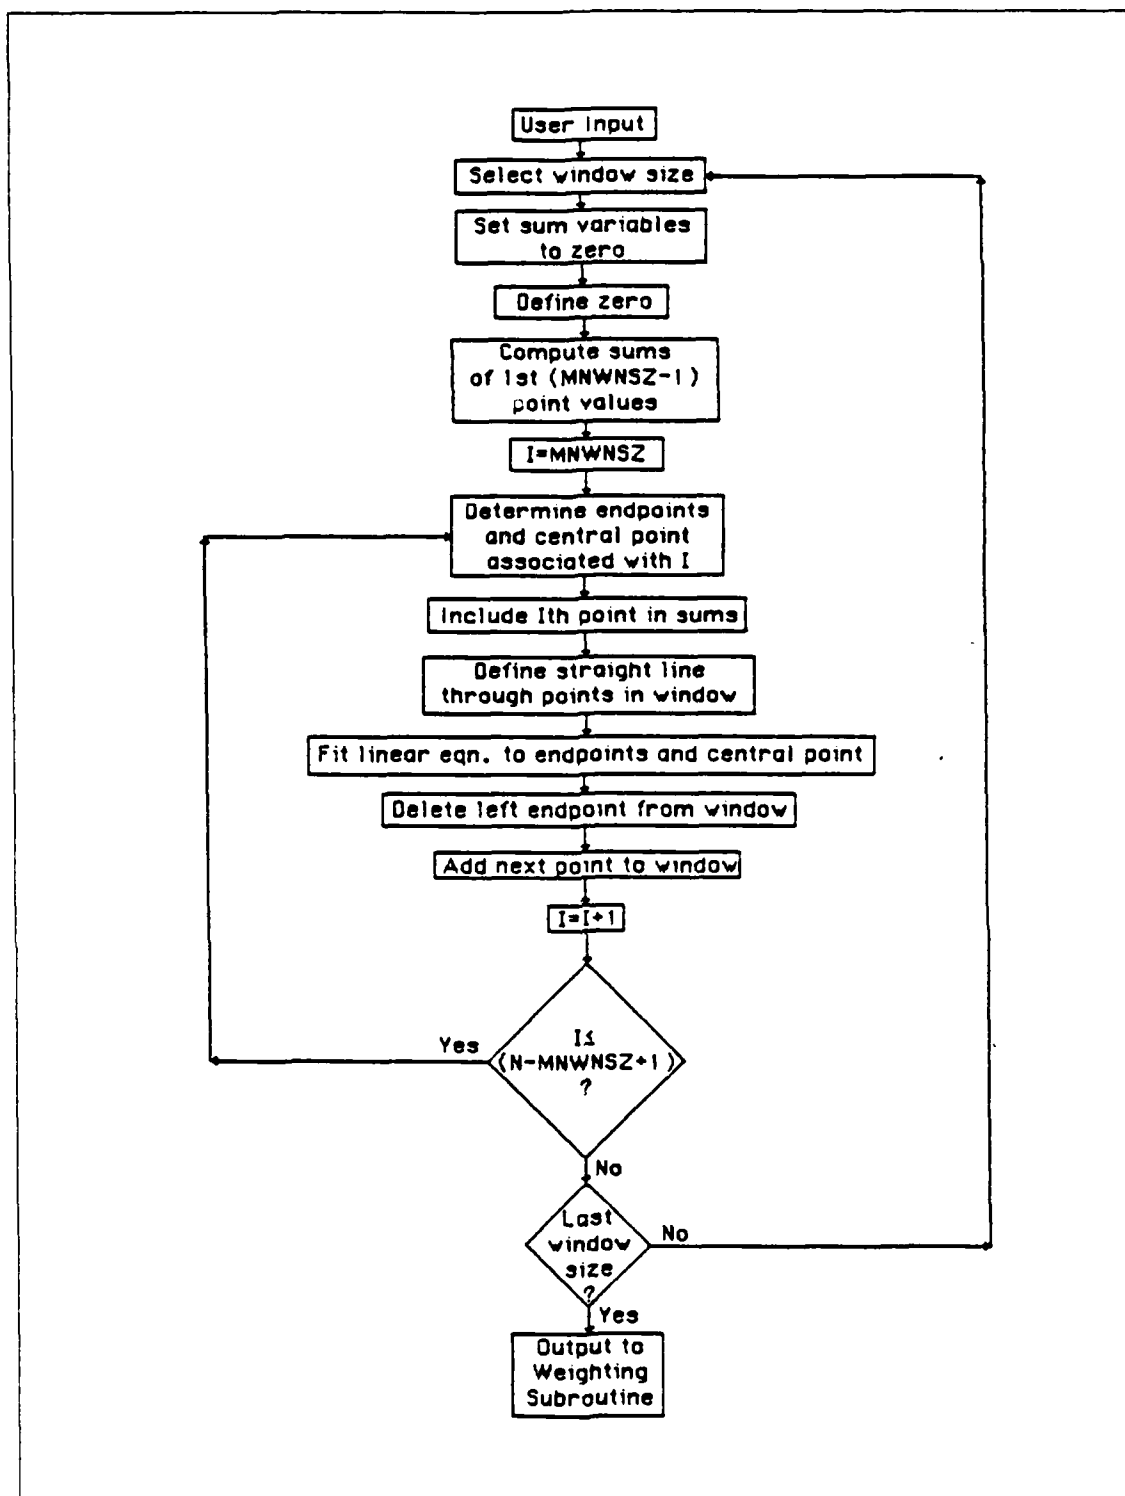 User Input
Select window size
Set sum variables
to zero
Define zero
Compute sums
of 1st (MNWNSZ-1)
point values
I=MNWNSZ
Determine endpoints
and central point
associated with I
Include Ith point in sums
Define straight line
through points in window
Fit linear eqn. to endpoints and central point
Delete left endpoint from window
Add next point to window
I=I+1
I≤
(N-MNWNSZ+1)
?
Yes
No
Last
window
size
?
No
Yes
Output to
Weighting
Subroutine